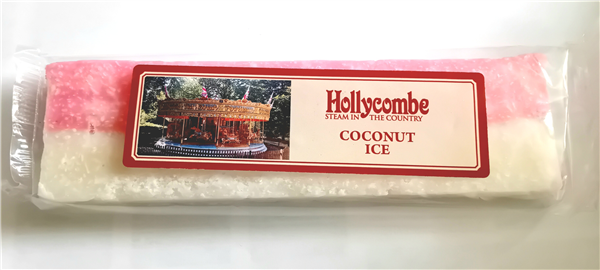 Hollycombe
STEAM IN THE COUNTRY
COCONUT
ICE